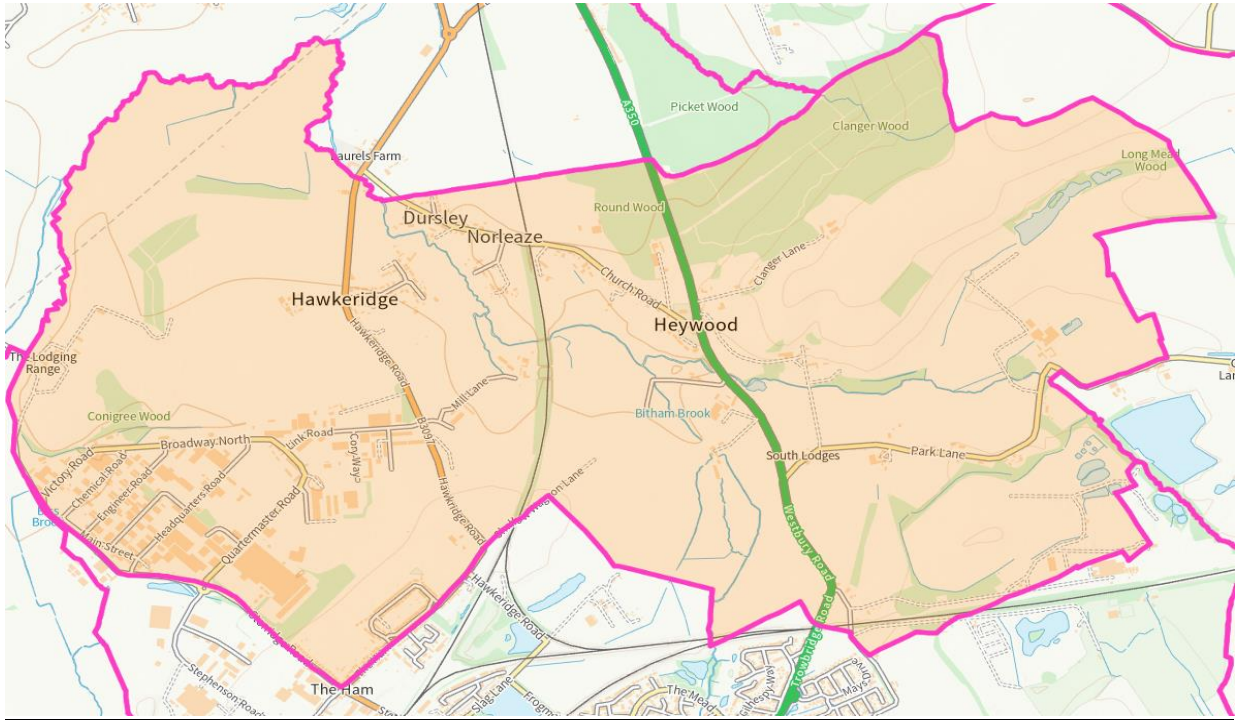 A350
Picket Wood
Clanger Wood
Laurels Farm
Long Mead
Wood
Round Wood
Dursley
Norleaze
Church Road
Clanger Lane
Hawkeridge
Heywood
Hawkeridge Road
The Lodging
Range
Mill Lane
Conigree Wood
Bitham Brook
B3097
Link Road
Broadway North
Cory Way
Park Lane
South Lodges
Victory Road
Chemical Road
Engineer Road
Headquarters Road
Quartermaster Road
Hawkridge Road
Main Street
Westbury Road
Hawkeridge Road
Trowbridge Road
The Ham
Stephenson Road
Slag Lane
The Mead
Mays Drive